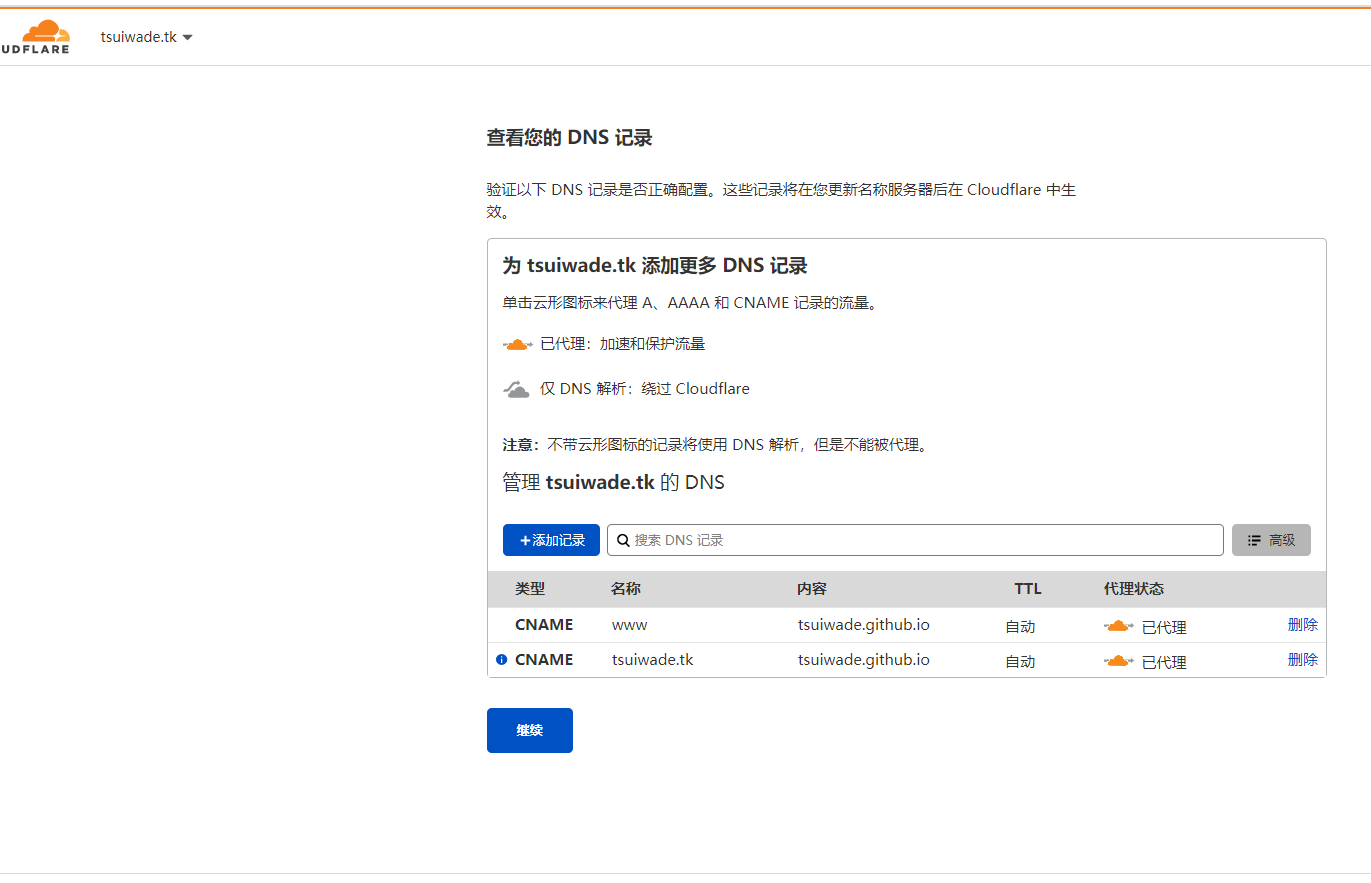 UDFLARE
tsuiwade.tk
查看您的 DNS 记录
验证以下 DNS 记录是否正确配置。这些记录将在您更新名称服务器后在 Cloudflare 中生
效。
为 tsuiwade.tk 添加更多 DNS 记录
单击云形图标来代理 A、AAAA 和 CNAME 记录的流量。
已代理：加速和保护流量
仅 DNS 解析：绕过 Cloudflare
注意：不带云形图标的记录将使用 DNS 解析，但是不能被代理。
管理 tsuiwade.tk 的 DNS
+添加记录 搜索 DNS 记录 高级
类型 名称 内容 TTL 代理状态
CNAME www tsuiwade.github.io 自动 已代理 删除
CNAME tsuiwade.tk tsuiwade.github.io 自动 已代理 删除
继续